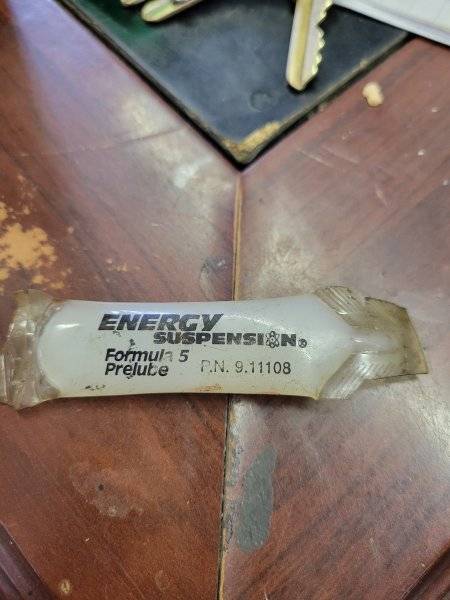 ENERGY
SUSPENSION®
Formula 5
Prelube P.N. 9.11108